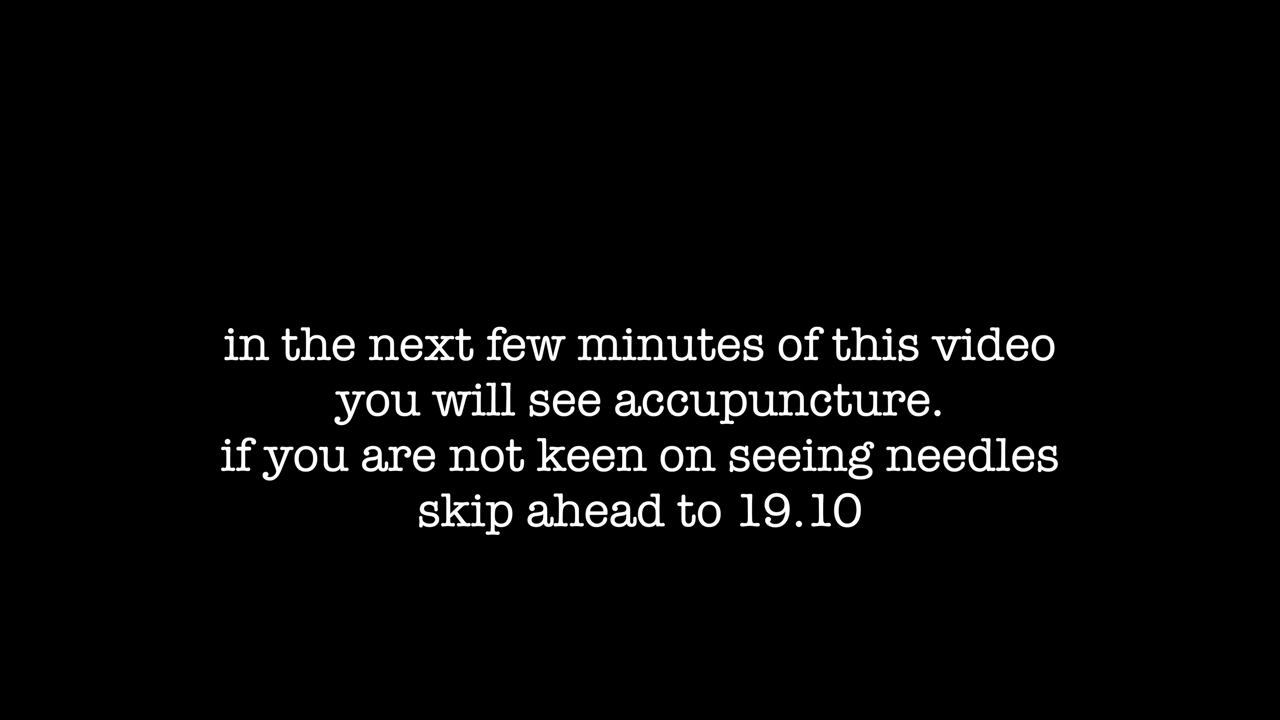 in the next few minutes of this video
you will see accupuncture.
if you are not keen on seeing needles
skip ahead to 19.10